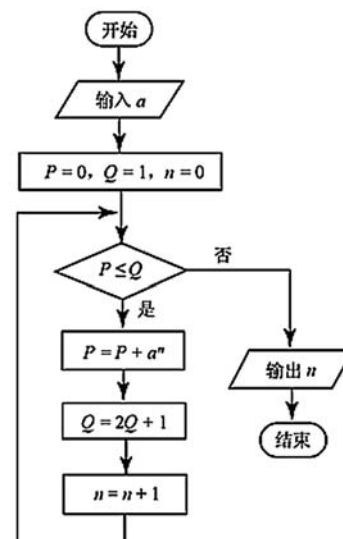 开始
输入 a
P=0，Q=1，n=0
P≤Q
否
是
P=P+aⁿ
输出 n
Q=2Q+1
结束
n=n+1